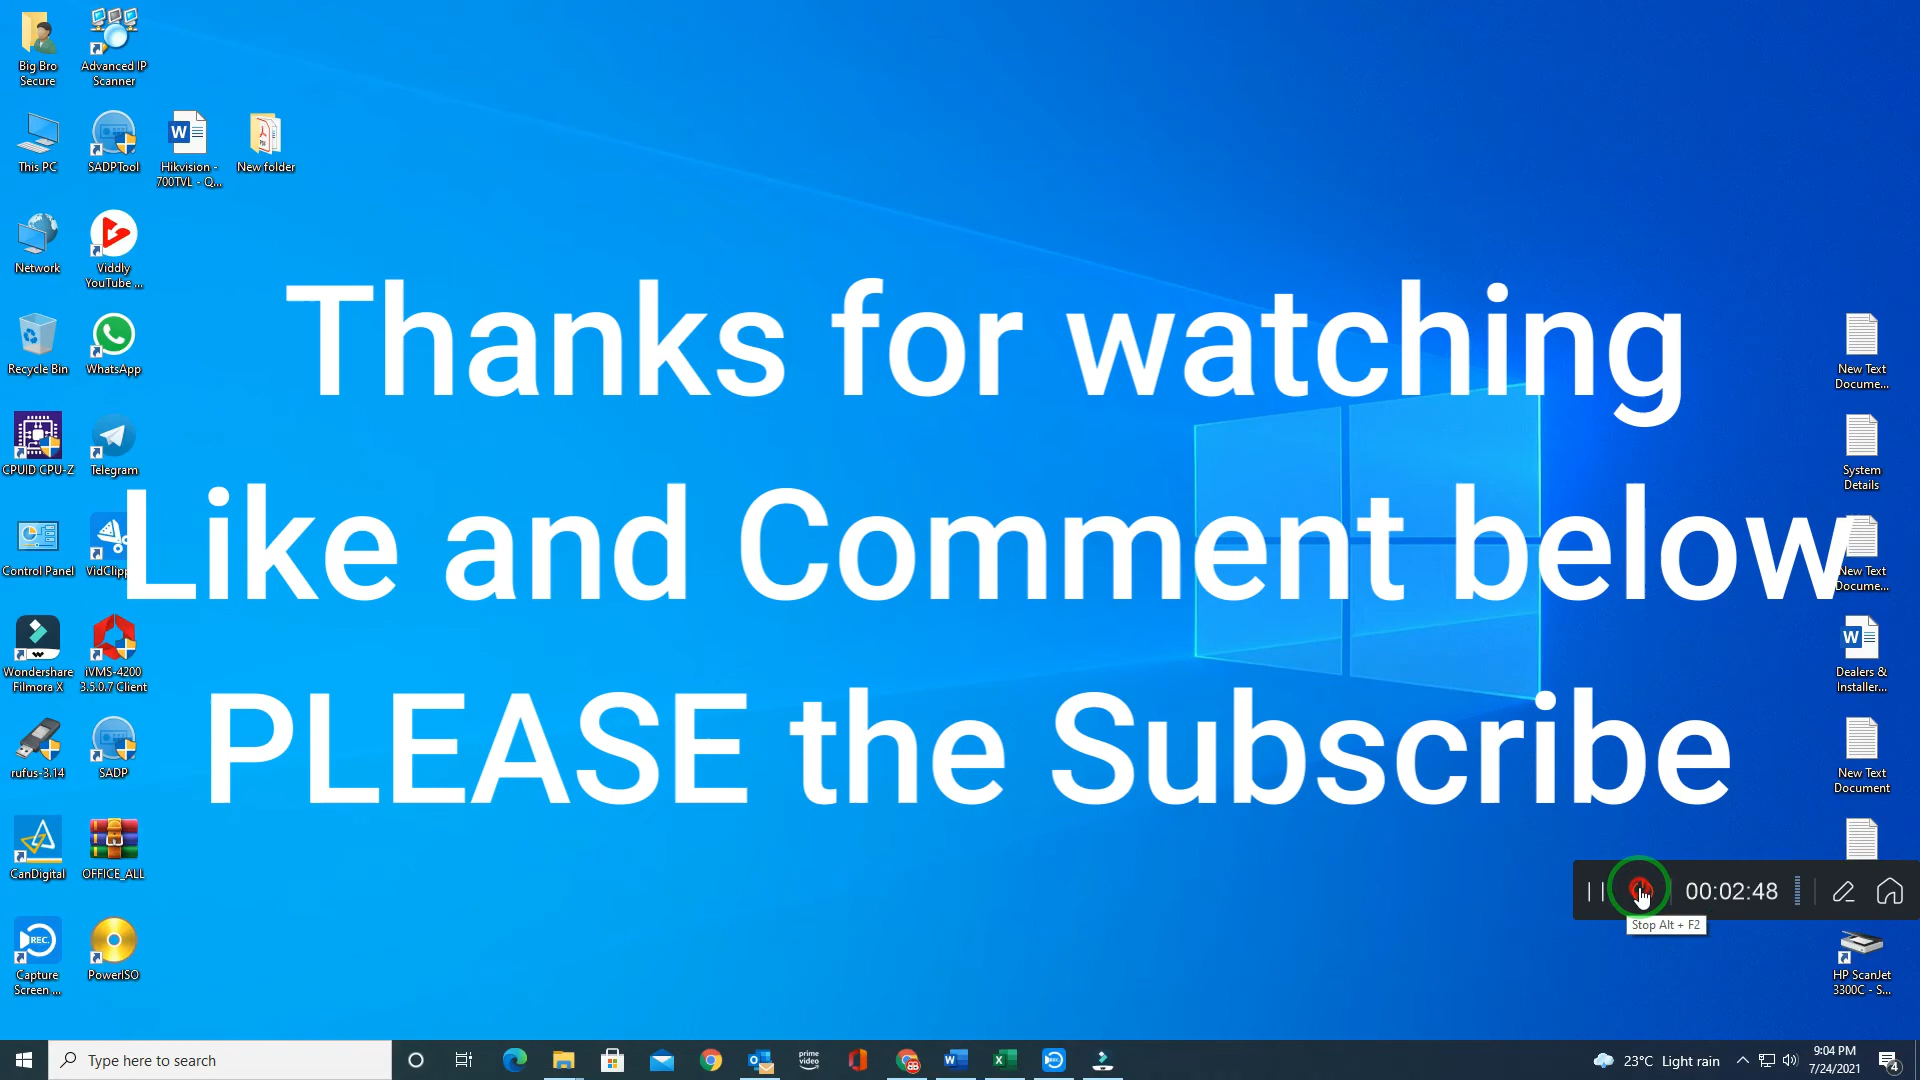 Big Bro
Secure
Advanced IP
Scanner
This PC
SADPTool
Hikvision -
700TVL - Q...
New folder
Network
Viddly
YouTube ...
Recycle Bin
WhatsApp
CPUID CPU-Z
Telegram
Control Panel
Wondershare
Filmora X
iVMS-4200
3.5.0.7 Client
rufus-3.14
SADP
CanDigital
OFFICE_ALL
REC.
Capture
Screen ...
PowerISO
Thanks for watching
Like and Comment below
PLEASE the Subscribe
New Text
Docume...
System
Details
New Text
Docume...
Dealers &
Installer...
New Text
Document
00:02:48
Stop Alt + F2
HP ScanJet
3300C - S...
Type here to search
prime
video
23°C Light rain
9:04 PM
7/24/2021
4